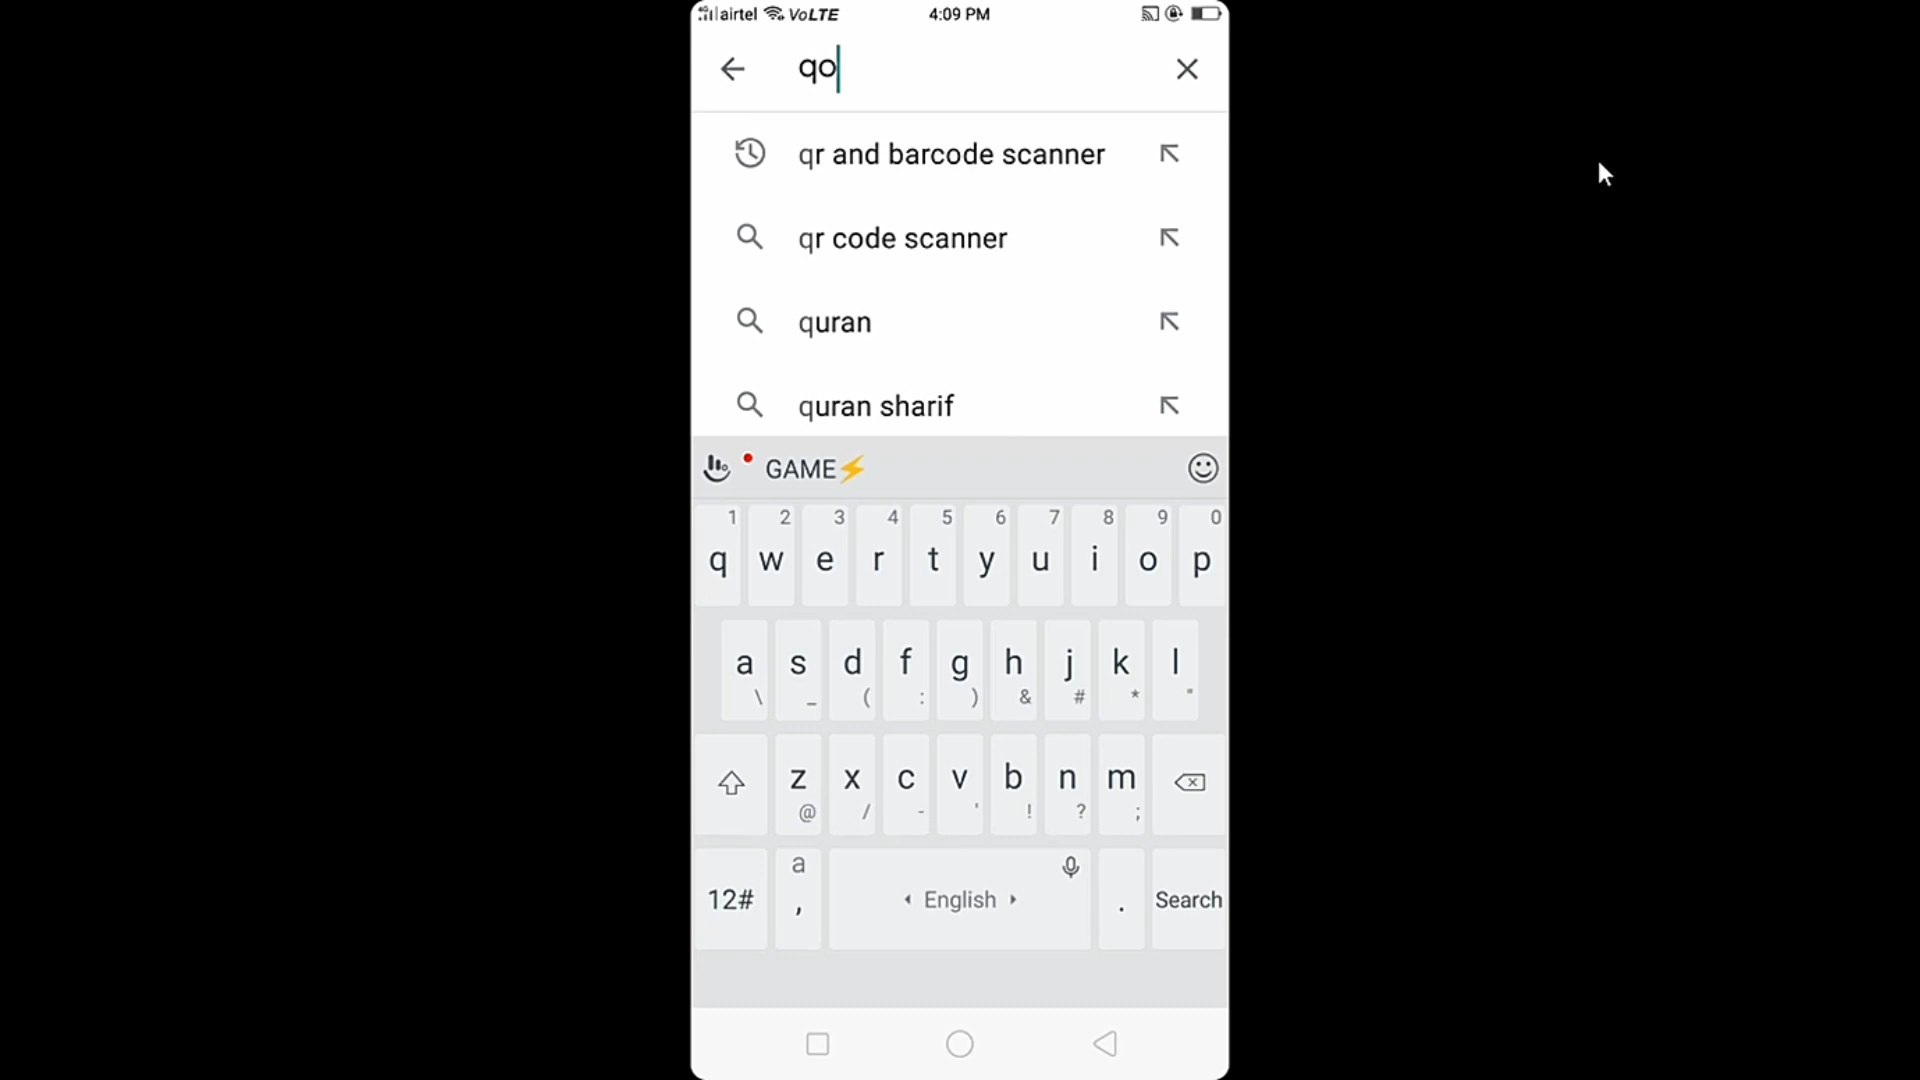 airtel VoLTE 4:09 PM
qo
qr and barcode scanner
qr code scanner
quran
quran sharif
GAME⚡
1 2 3 4 5 6 7 8 9 0
q w e r t y u i o p
a s d f g h j k l
\ _ ( : ) & # * "
z x c v b n m
@ / - ' ! ? ;
a
12# , English . Search